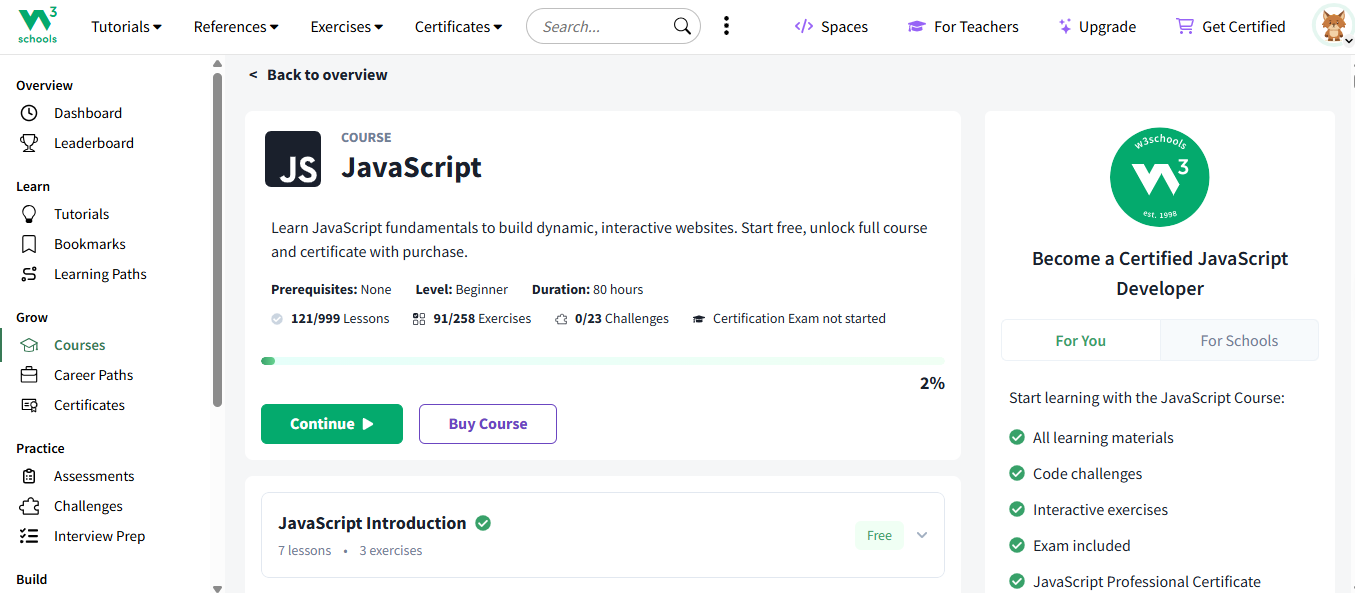 W3 schools
Tutorials
References
Exercises
Certificates
Search...
Spaces
For Teachers
Upgrade
Get Certified
Overview
Dashboard
Leaderboard
Learn
Tutorials
Bookmarks
Learning Paths
Grow
Courses
Career Paths
Certificates
Practice
Assessments
Challenges
Interview Prep
Build
< Back to overview
JS
COURSE
JavaScript
Learn JavaScript fundamentals to build dynamic, interactive websites. Start free, unlock full course
and certificate with purchase.
Prerequisites: None Level: Beginner Duration: 80 hours
121/999 Lessons 91/258 Exercises 0/23 Challenges Certification Exam not started
2%
Continue
Buy Course
JavaScript Introduction
7 lessons • 3 exercises
Free
w3schools
W3
est. 1998
Become a Certified JavaScript
Developer
For You
For Schools
Start learning with the JavaScript Course:
All learning materials
Code challenges
Interactive exercises
Exam included
JavaScript Professional Certificate